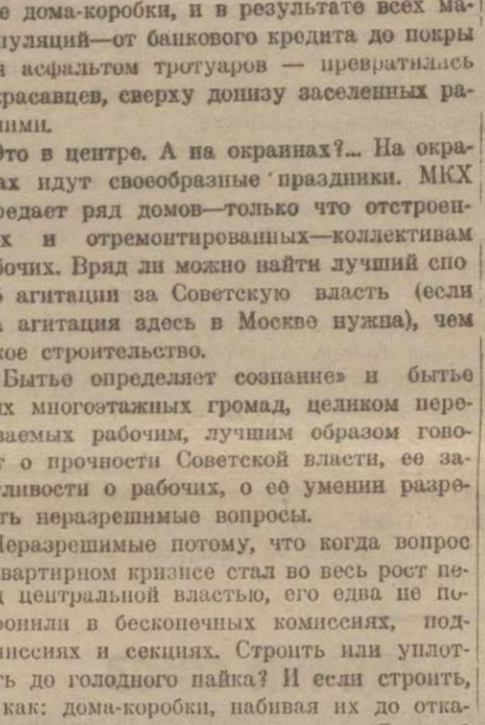 е дома-коробки, и в результате всех ма-
пуляций—от банкового кредита до покры
я асфальтом тротуаров — превратились
красавцев, сверху донизу заселенных ра-
ими.
Это в центре. А на окраинах?... На окра-
ах идут своеобразные праздники. МКХ
редает ряд домов—только что отстроен-
х и отремонтированных—коллективам
бочих. Вряд ли можно найти лучший спо
б агитации за Советскую власть (если
а агитация здесь в Москве нужна), чем
кое строительство.
Бытье определяет сознание» и бытье
их многоэтажных громад, целиком пере-
ваемых рабочим, лучшим образом гово-
т о прочности Советской власти, ее за-
тливости о рабочих, о ее умении разре-
ть неразрешимые вопросы.
Неразрешимые потому, что когда вопрос
квартирном кризисе стал во весь рост пе-
д центральной властью, его едва не по-
ронили в бесконечных комиссиях, под-
миссиях и секциях. Строить или уплот-
ть до голодного пайка? И если строить,
как: дома-коробки, набивая их до отка-